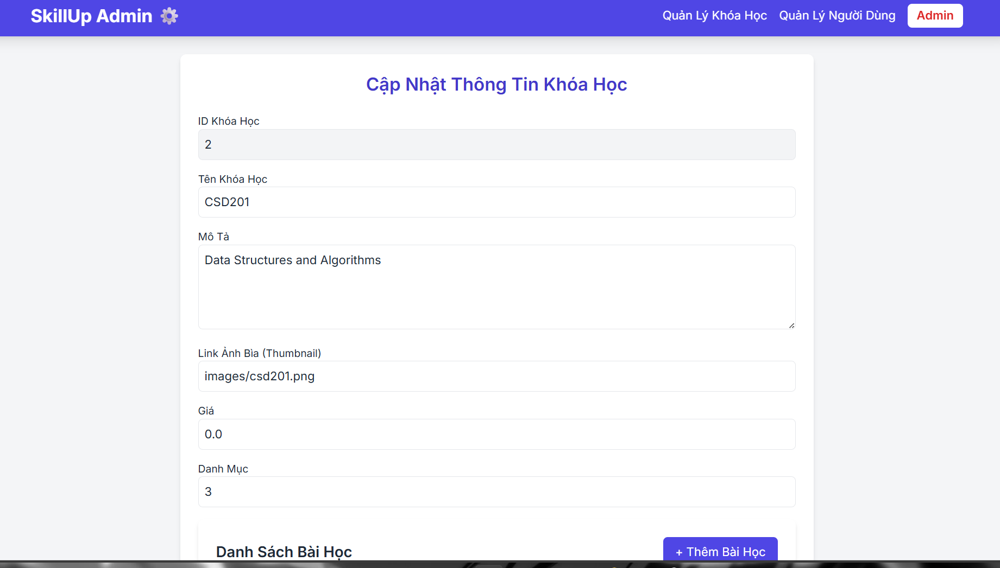 SkillUp Admin
Quản Lý Khóa Học
Quản Lý Người Dùng
Admin
Cập Nhật Thông Tin Khóa Học
ID Khóa Học
2
Tên Khóa Học
CSD201
Mô Tả
Data Structures and Algorithms
Link Ảnh Bìa (Thumbnail)
images/csd201.png
Giá
0.0
Danh Mục
3
Danh Sách Bài Học
+ Thêm Bài Học